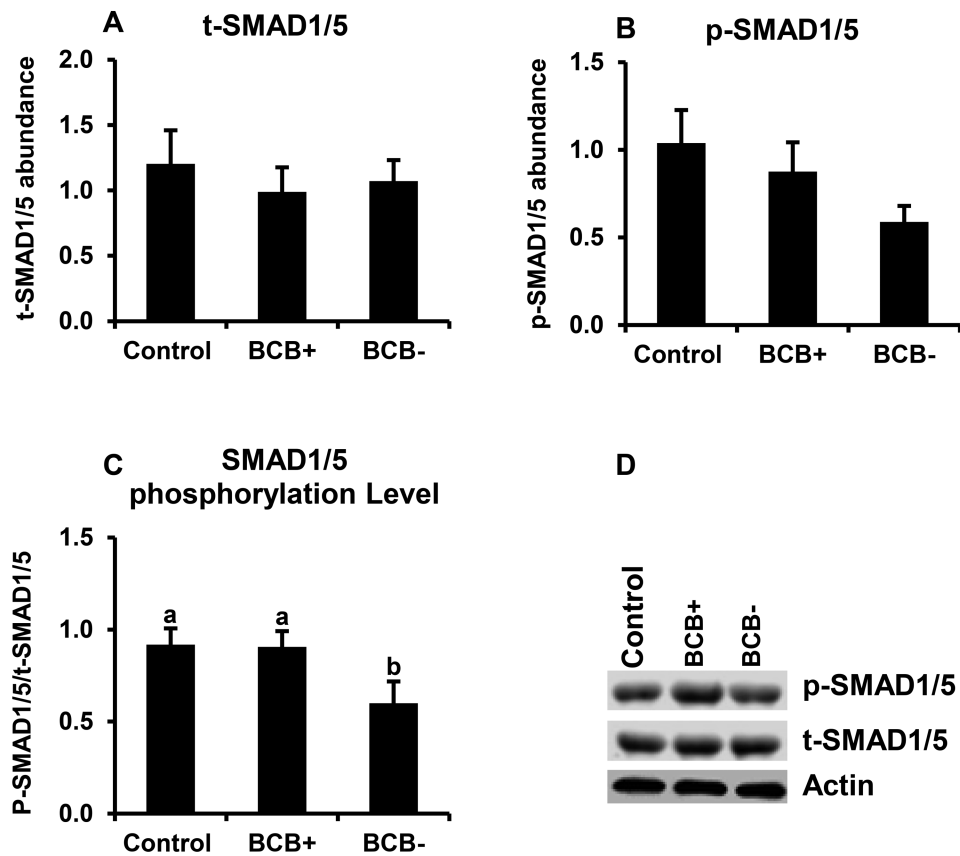 A
t-SMAD1/5
t-SMAD1/5 abundance
2.0
1.5
1.0
0.5
0.0
Control
BCB+
BCB-
B
p-SMAD1/5
p-SMAD1/5 abundance
1.5
1.0
0.5
0.0
Control
BCB+
BCB-
C
SMAD1/5
phosphorylation Level
P-SMAD1/5/t-SMAD1/5
1.5
1.0
0.5
0.0
a
a
b
Control
BCB+
BCB-
D
Control
BCB+
BCB-
p-SMAD1/5
t-SMAD1/5
Actin